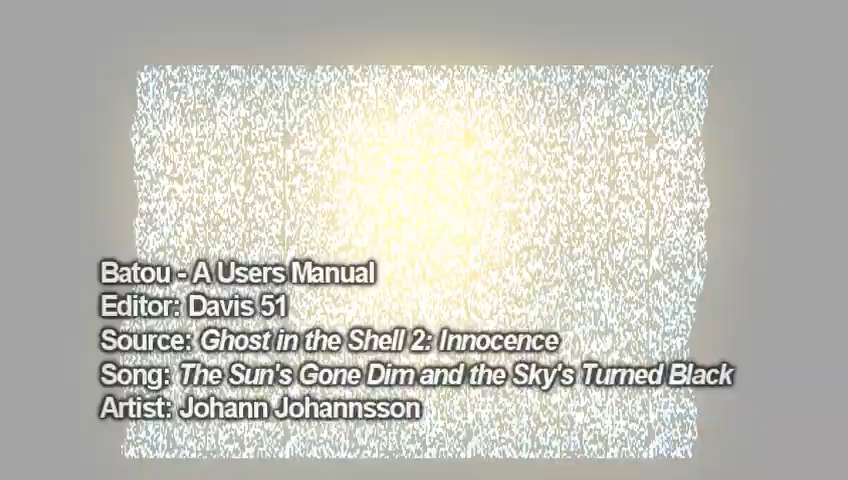 Batou - A Users Manual
Editor: Davis 51
Source: Ghost in the Shell 2: Innocence
Song: The Sun's Gone Dim and the Sky's Turned Black
Artist: Johann Johannsson